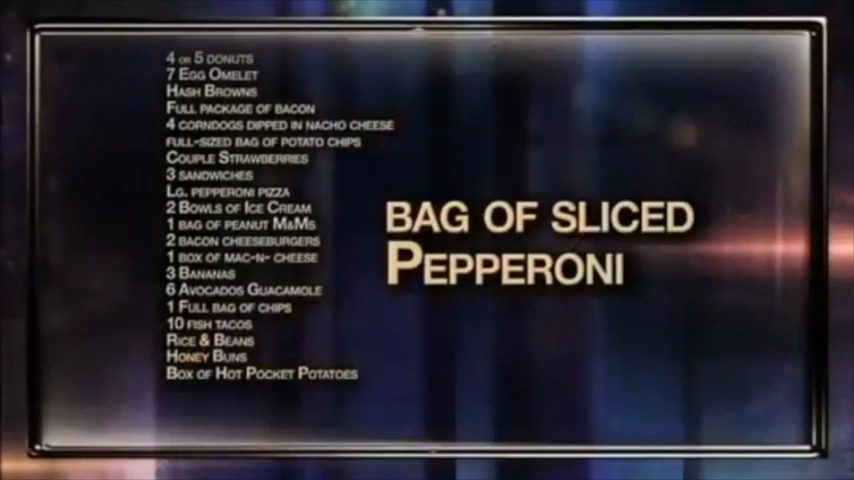 4 or 5 DONUTS
7 EGG OMELET
HASH BROWNS
FULL PACKAGE OF BACON
4 CORNDOGS DIPPED IN NACHO CHEESE
FULL-SIZED BAG OF POTATO CHIPS
COUPLE STRAWBERRIES
3 SANDWICHES
LG. PEPPERONI PIZZA
2 BOWLS OF ICE CREAM
1 BAG OF PEANUT M&MS
2 BACON CHEESEBURGERS
1 BOX OF MAC-N- CHEESE
3 BANANAS
6 AVOCADOS GUACAMOLE
1 FULL BAG OF CHIPS
10 FISH TACOS
RICE & BEANS
HONEY BUNS
BOX OF HOT POCKET POTATOES
BAG OF SLICED
PEPPERONI